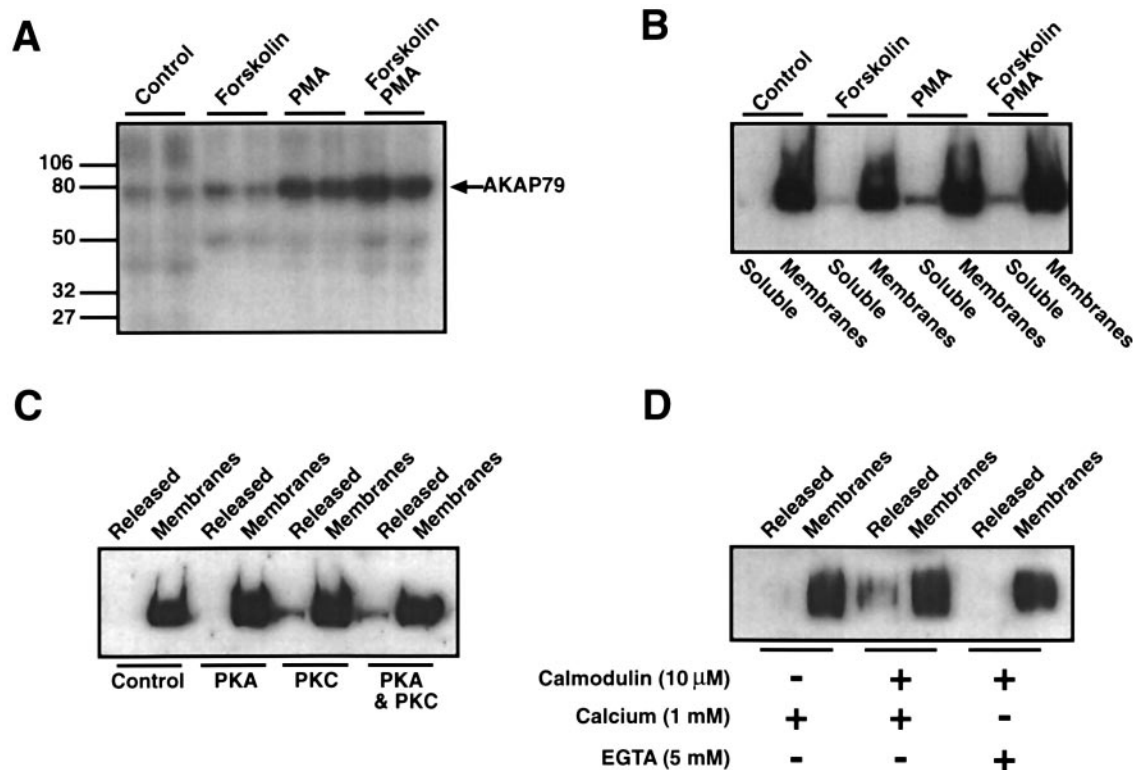 A
Control
Forskolin
PMA
Forskolin
PMA
106
80
50
32
27
AKAP79
B
Control
Forskolin
PMA
Forskolin
PMA
Soluble
Membranes
Soluble
Membranes
Soluble
Membranes
Soluble
Membranes
C
Released
Membranes
Released
Membranes
Released
Membranes
Released
Membranes
Control PKA PKC PKA
& PKC
D
Released
Membranes
Released
Membranes
Released
Membranes
Calmodulin (10 μM) - + +
Calcium (1 mM) + + -
EGTA (5 mM) - - +